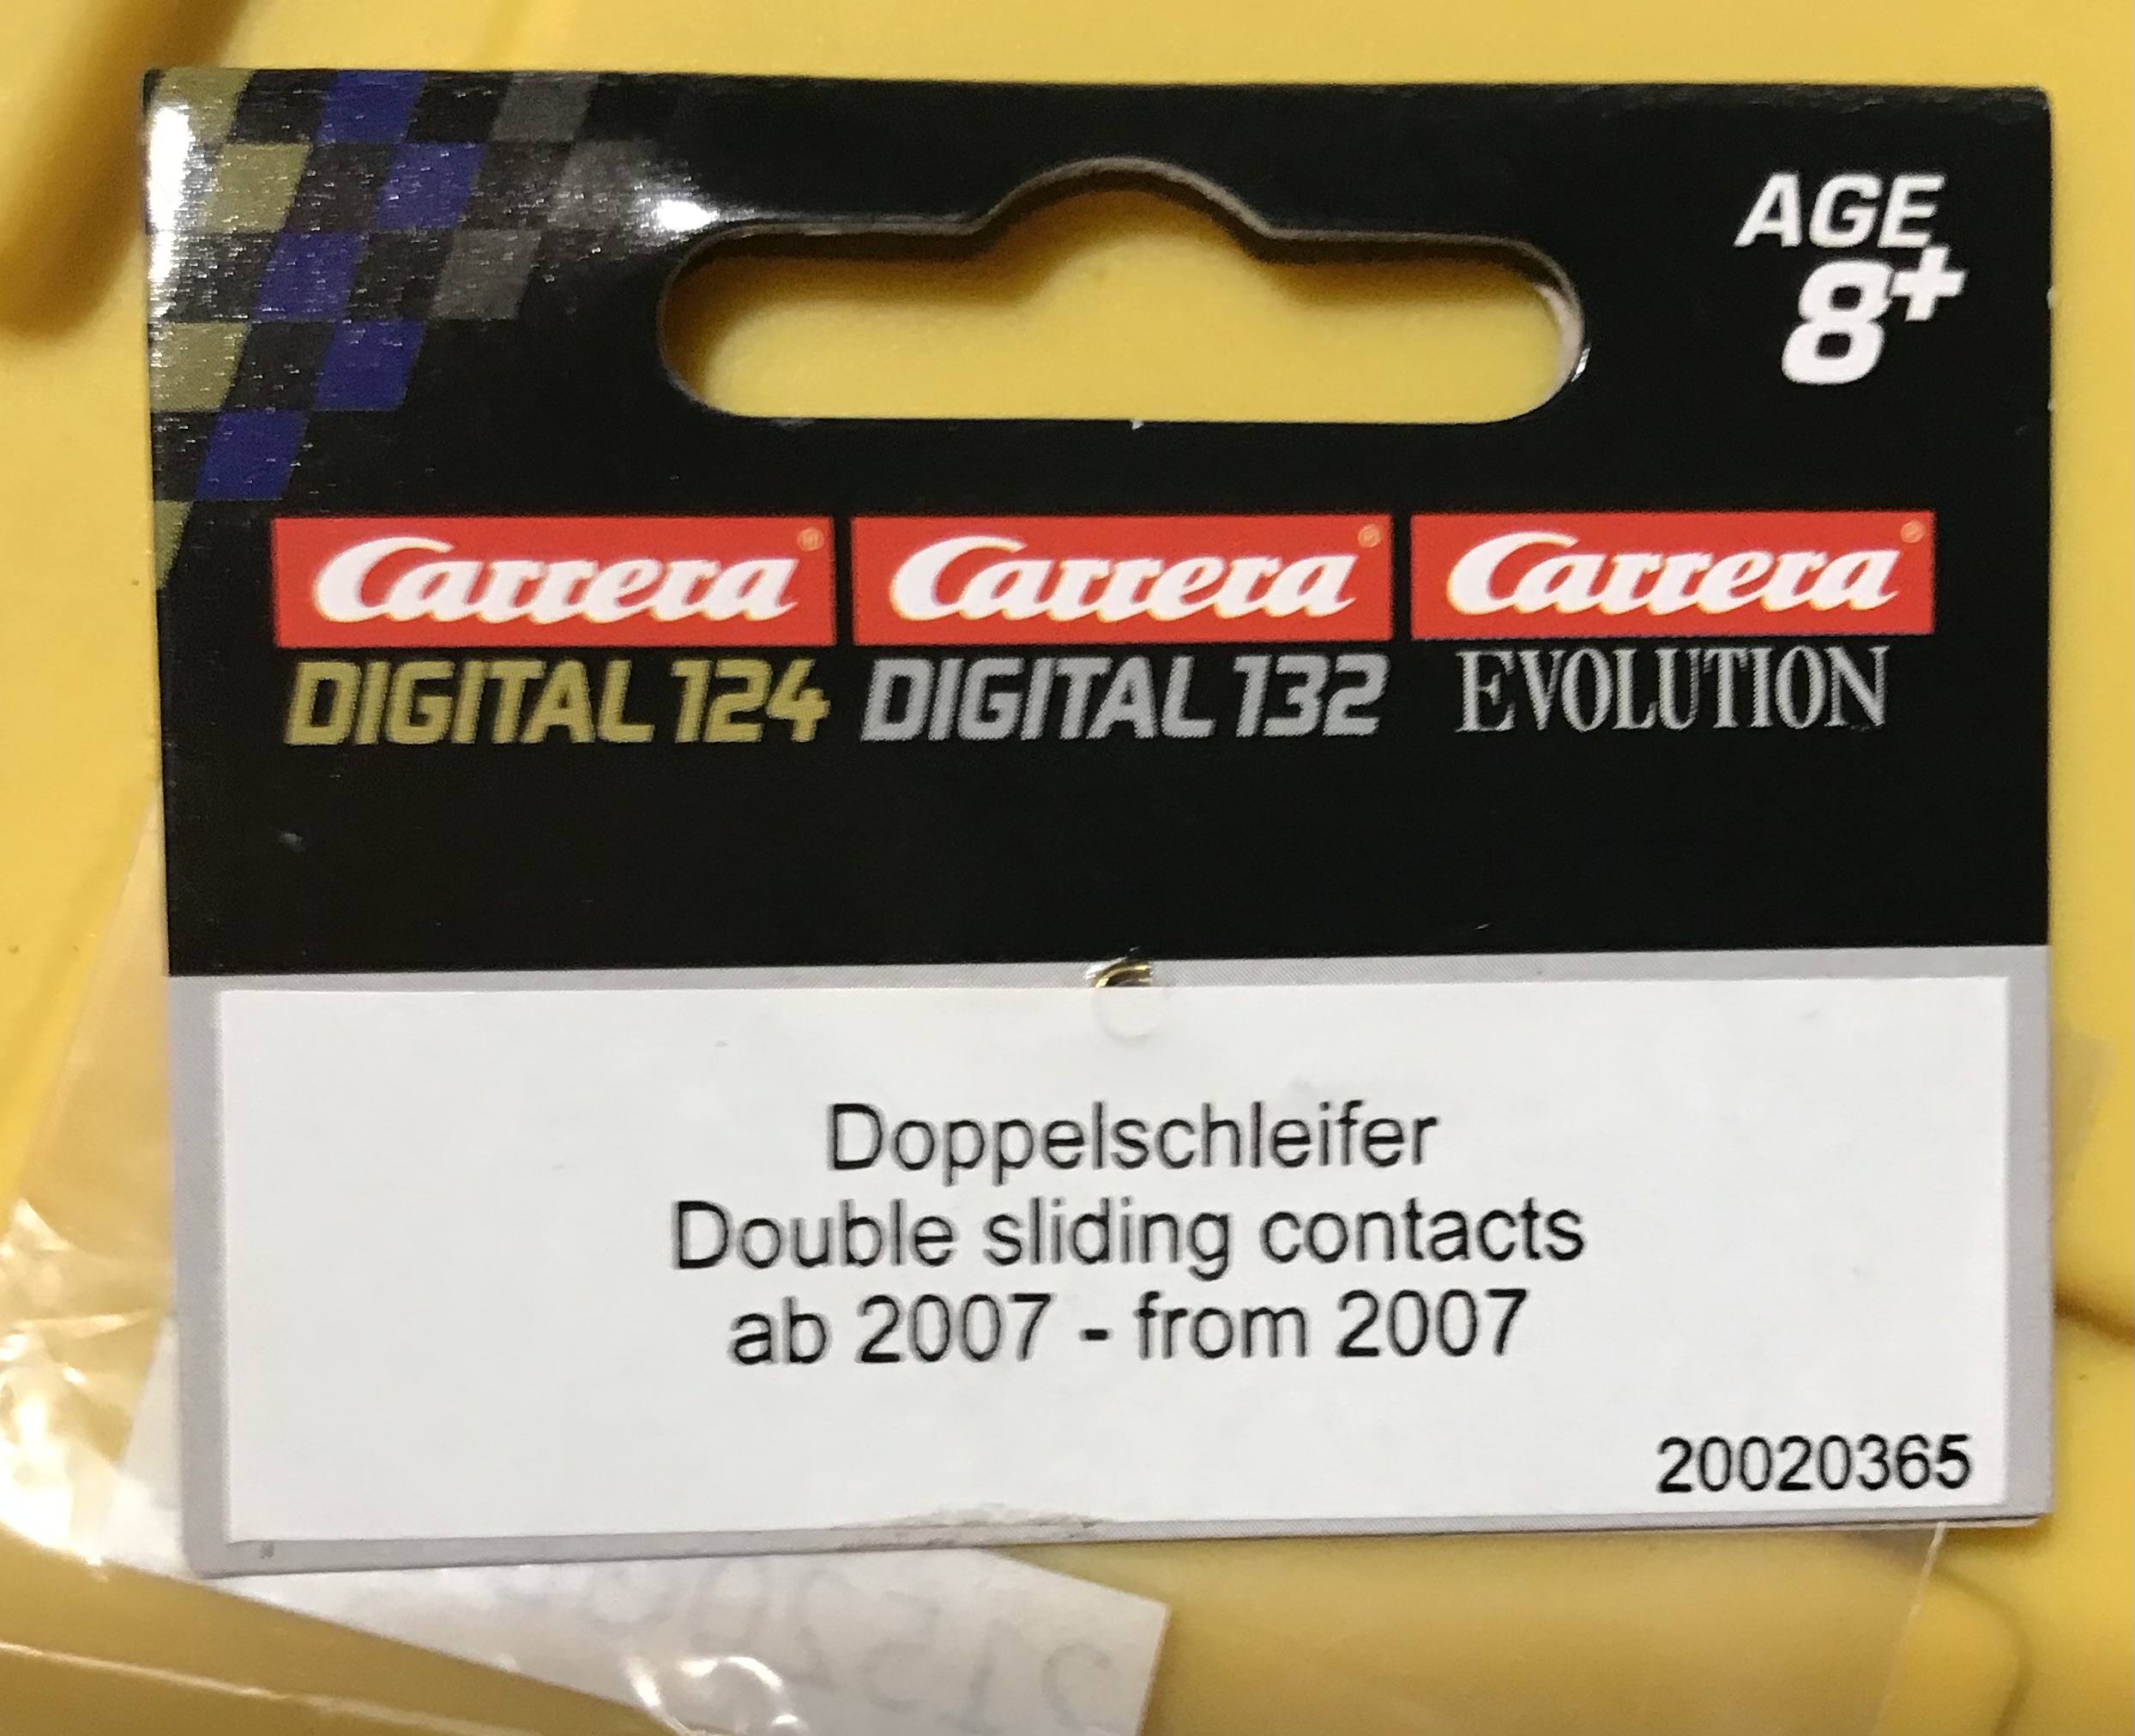 AGE
8+
Carrera® Carrera® Carrera®
DIGITAL 124 DIGITAL 132 EVOLUTION
Doppelschleifer
Double sliding contacts
ab 2007 - from 2007
20020365